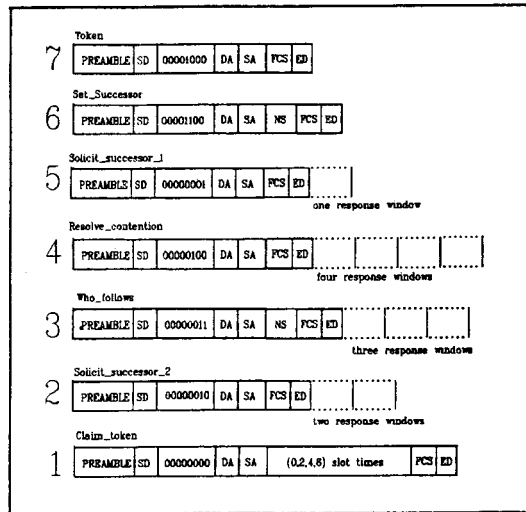 Token
7 PREAMBLE SD 00001000 DA SA FCS ED
Set_Successor
6 PREAMBLE SD 00001100 DA SA NS FCS ED
Solicit_successor_1
5 PREAMBLE SD 00000001 DA SA FCS ED
one response window
Resolve_contention
4 PREAMBLE SD 00000100 DA SA FCS ED
four response windows
Who_follows
3 PREAMBLE SD 00000011 DA SA NS FCS ED
three response windows
Solicit_successor_2
2 PREAMBLE SD 00000010 DA SA FCS ED
two response windows
Claim_token
1 PREAMBLE SD 00000000 DA SA (0,2,4,6) slot times FCS ED